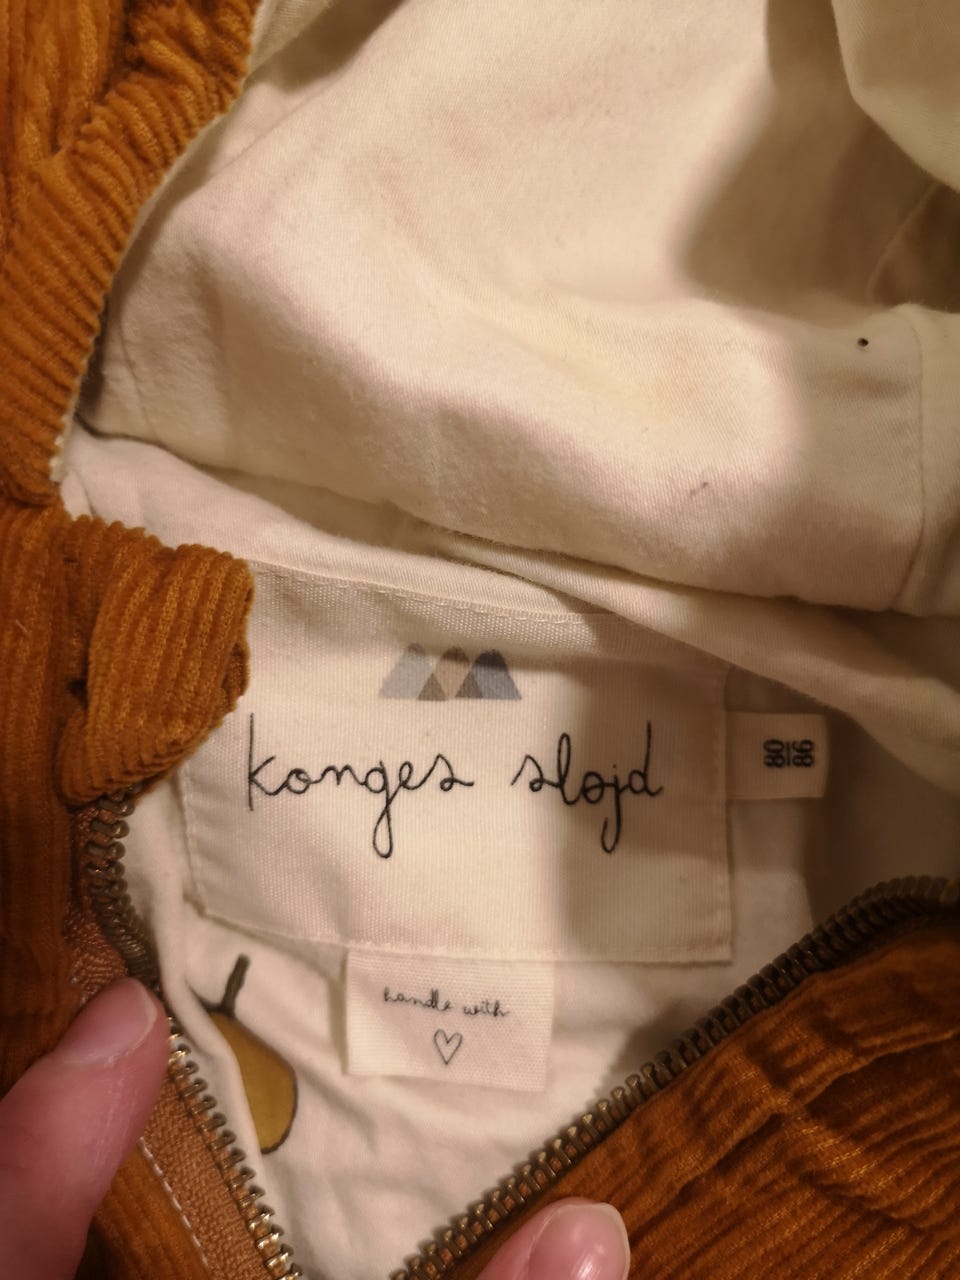 konges sløjd
80
86
handle with